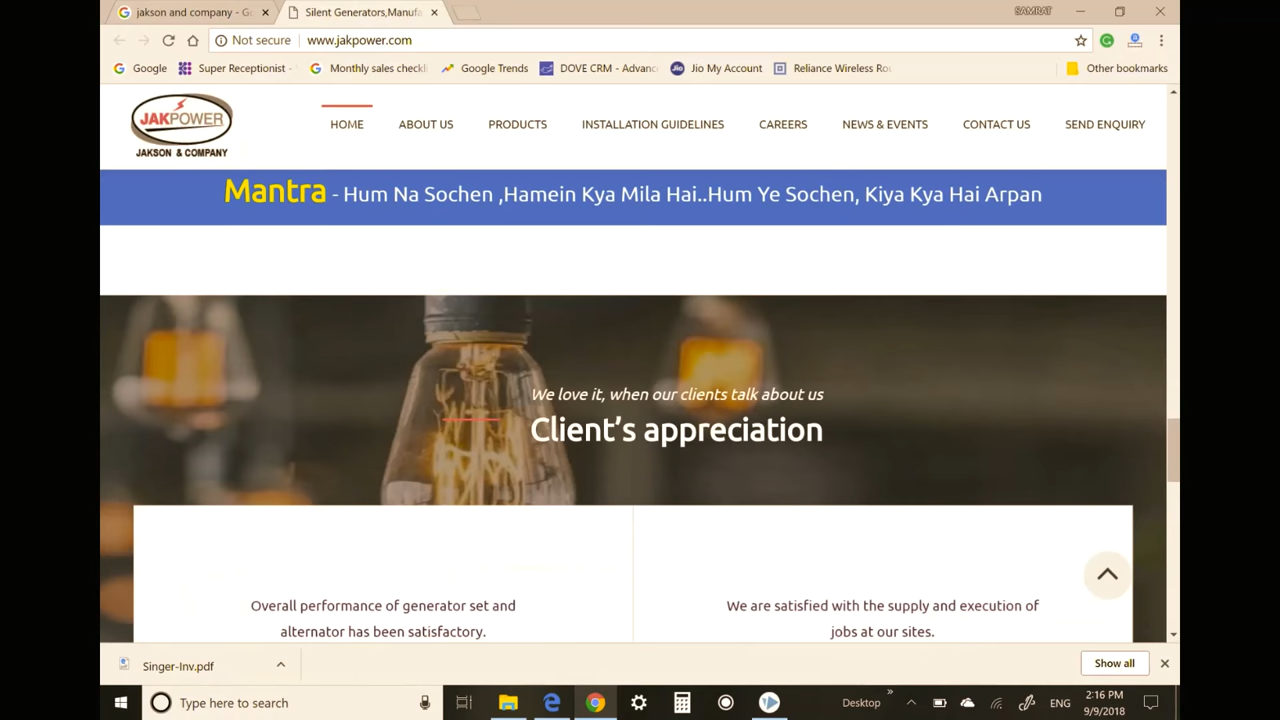 jakson and company - Go
Silent Generators,Manufa
SAMRAT
Not secure
www.jakpower.com
Google
Super Receptionist -
Monthly sales checkli
Google Trends
DOVE CRM - Advanc
Jio My Account
Reliance Wireless Rou
Other bookmarks
JAKPOWER
JAKSON & COMPANY
HOME
ABOUT US
PRODUCTS
INSTALLATION GUIDELINES
CAREERS
NEWS & EVENTS
CONTACT US
SEND ENQUIRY
Mantra - Hum Na Sochen ,Hamein Kya Mila Hai..Hum Ye Sochen, Kiya Kya Hai Arpan
We love it, when our clients talk about us
Client's appreciation
Overall performance of generator set and
alternator has been satisfactory.
We are satisfied with the supply and execution of
jobs at our sites.
Singer-Inv.pdf
Show all
Type here to search
Desktop
ENG
2:16 PM
9/9/2018